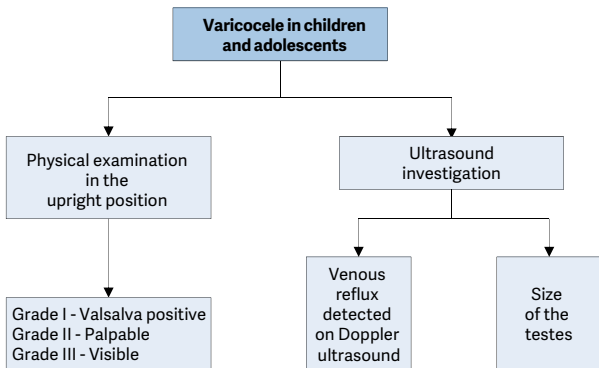 Varicocele in children
and adolescents
Physical examination
in the
upright position
Ultrasound
investigation
Grade I - Valsalva positive
Grade II - Palpable
Grade III - Visible
Venous
reflux
detected
on Doppler
ultrasound
Size
of the
testes